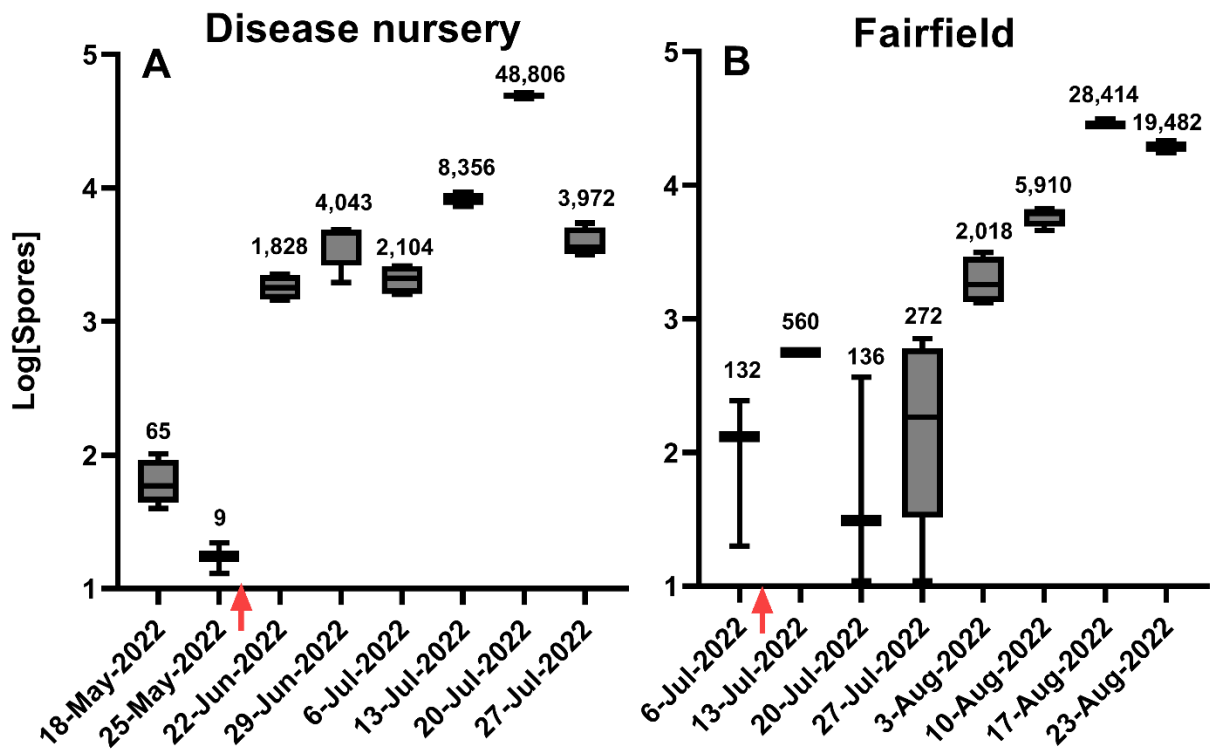 Disease nursery
A
Log[Spores]
5
4
3
2
1
65
9
1,828
4,043
2,104
8,356
48,806
3,972
18-May-2022
25-May-2022
22-Jun-2022
29-Jun-2022
6-Jul-2022
13-Jul-2022
20-Jul-2022
27-Jul-2022
Fairfield
B
5
4
3
2
1
132
560
136
272
2,018
5,910
28,414
19,482
6-Jul-2022
13-Jul-2022
20-Jul-2022
27-Jul-2022
3-Aug-2022
10-Aug-2022
17-Aug-2022
23-Aug-2022